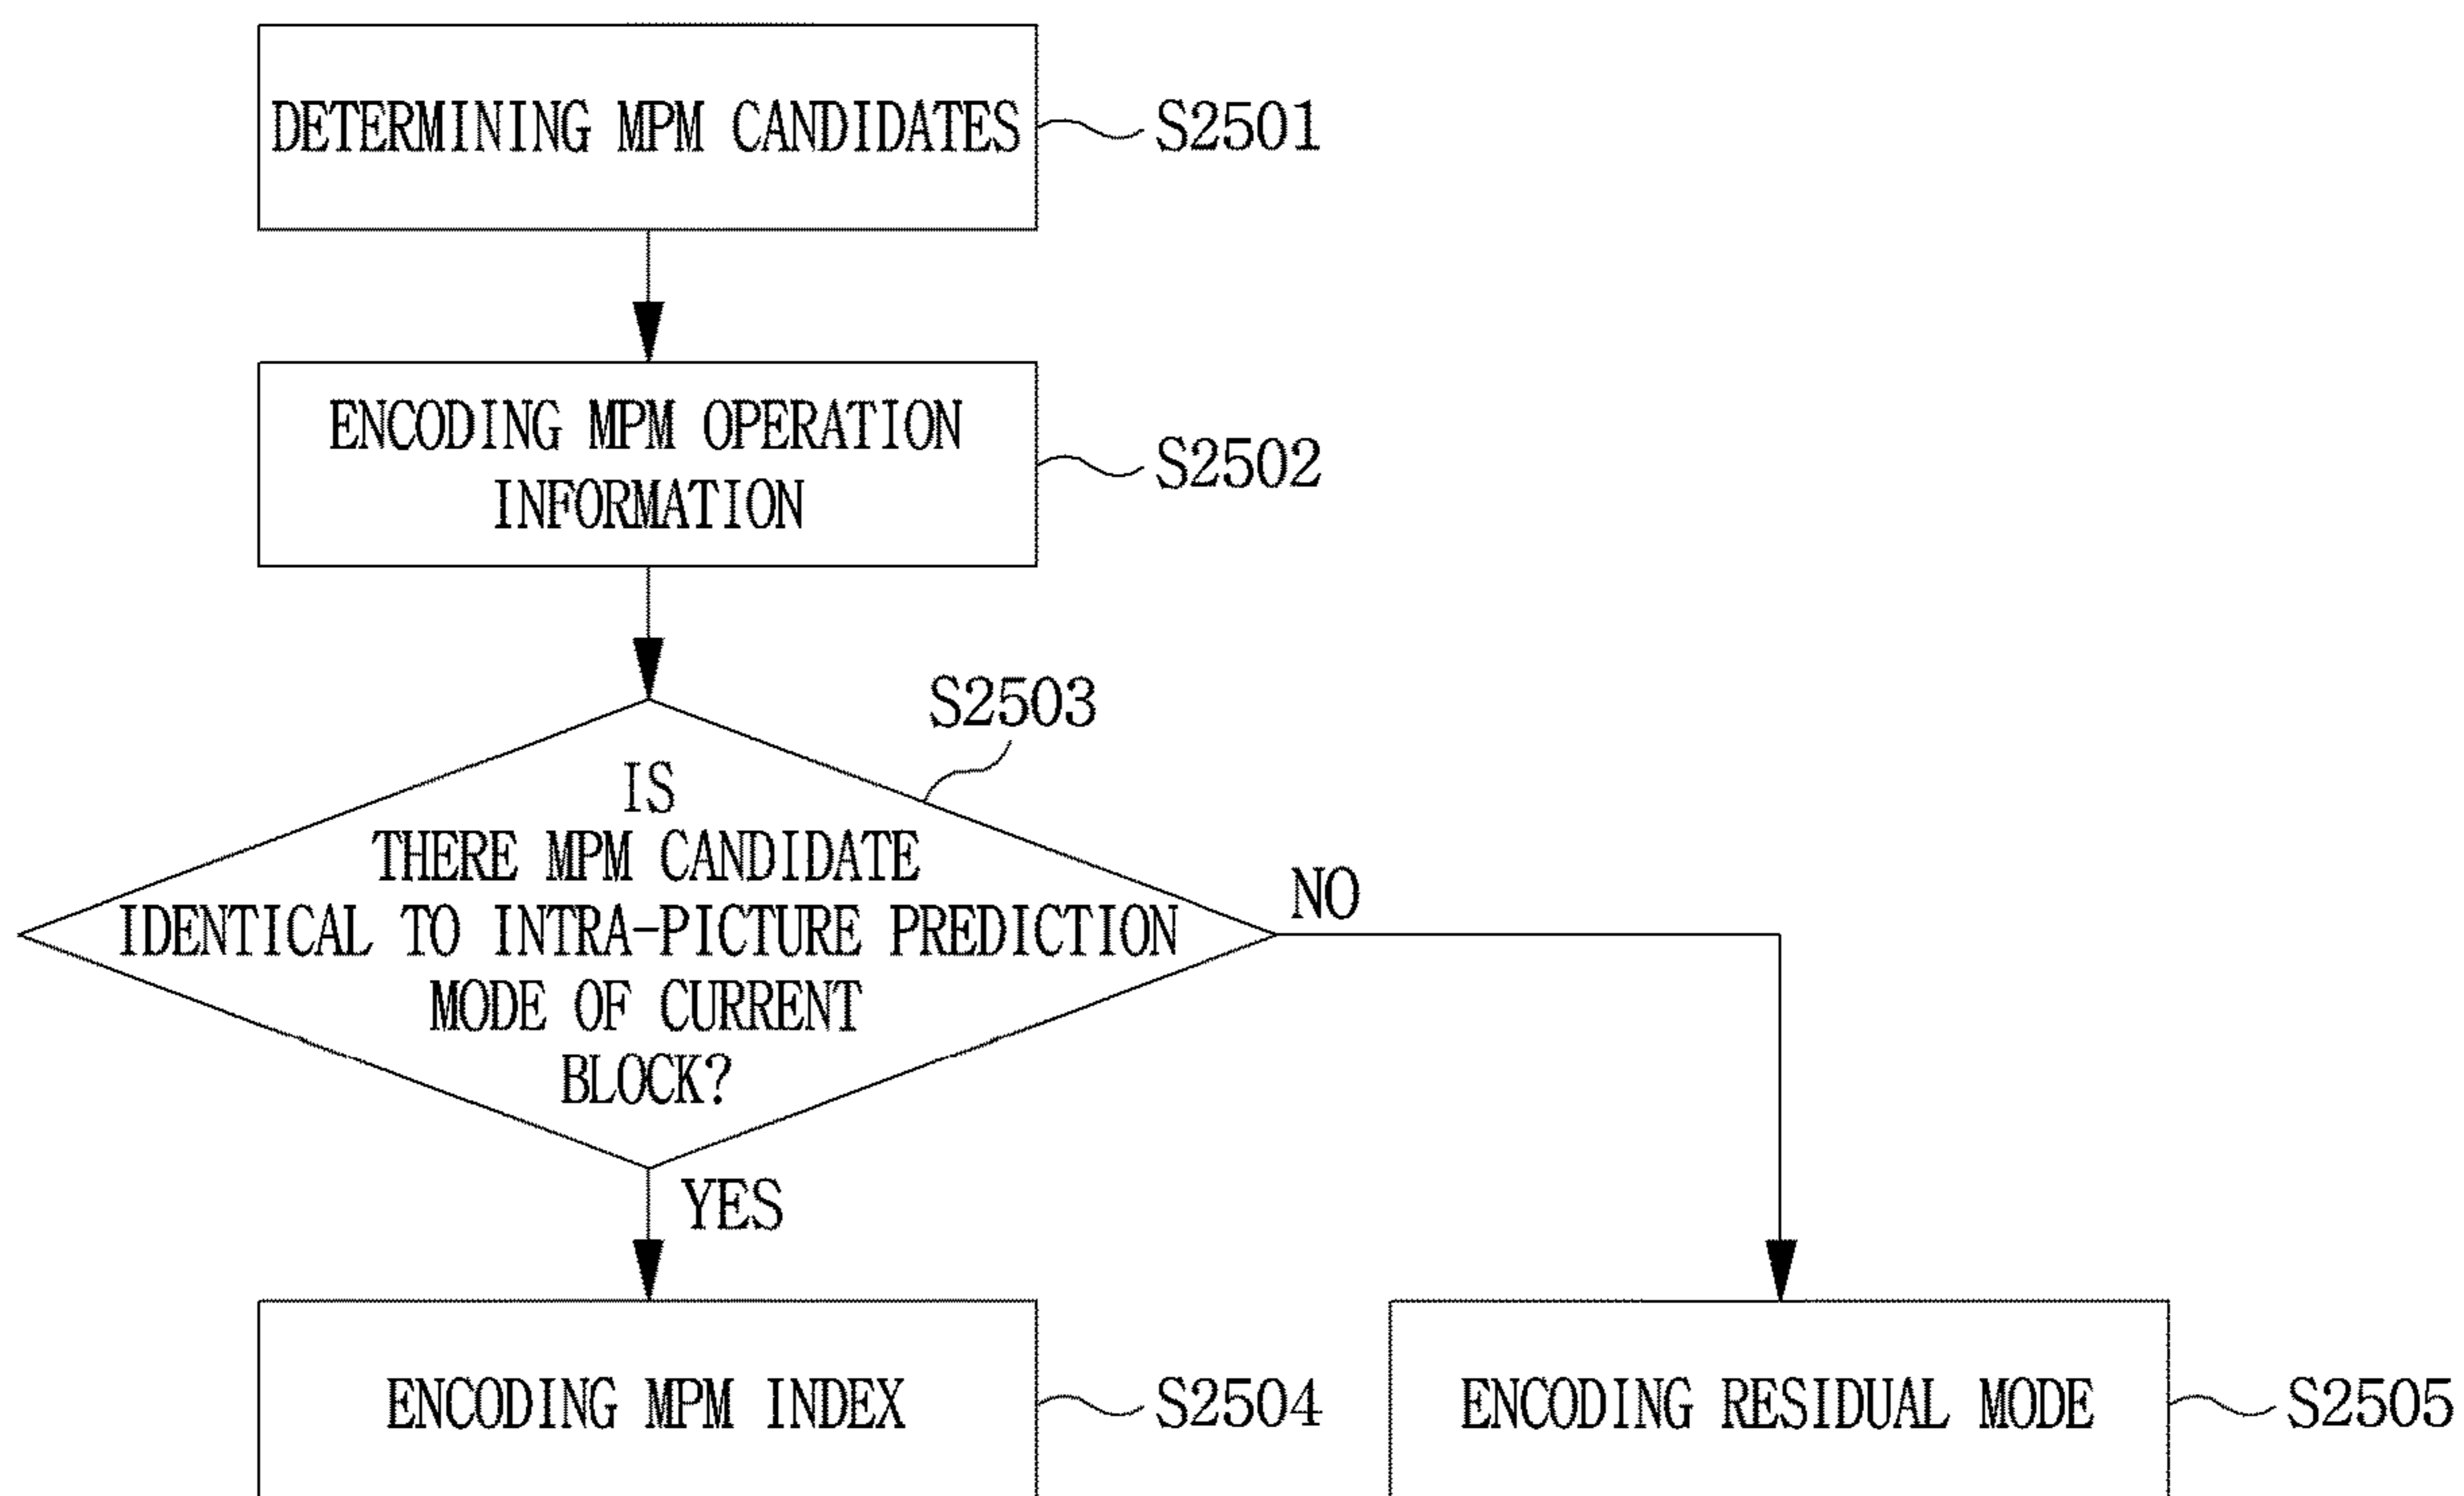 DETERMINING MPM CANDIDATES
S2501
ENCODING MPM OPERATION
INFORMATION
S2502
S2503
IS
THERE MPM CANDIDATE
IDENTICAL TO INTRA-PICTURE PREDICTION
MODE OF CURRENT
BLOCK?
NO
YES
ENCODING MPM INDEX
S2504
ENCODING RESIDUAL MODE
S2505